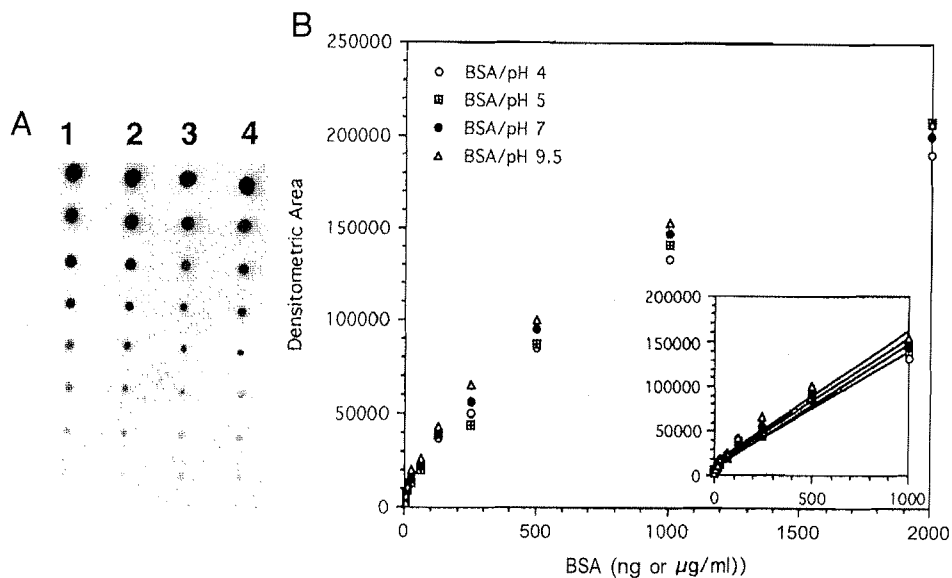 A
1 2 3 4
B
250000
200000
150000
100000
50000
0
Densitometric Area
BSA/pH 4
BSA/pH 5
BSA/pH 7
BSA/pH 9.5
200000
150000
100000
50000
0
0 500 1000
0 500 1000 1500 2000
BSA (ng or µg/ml))